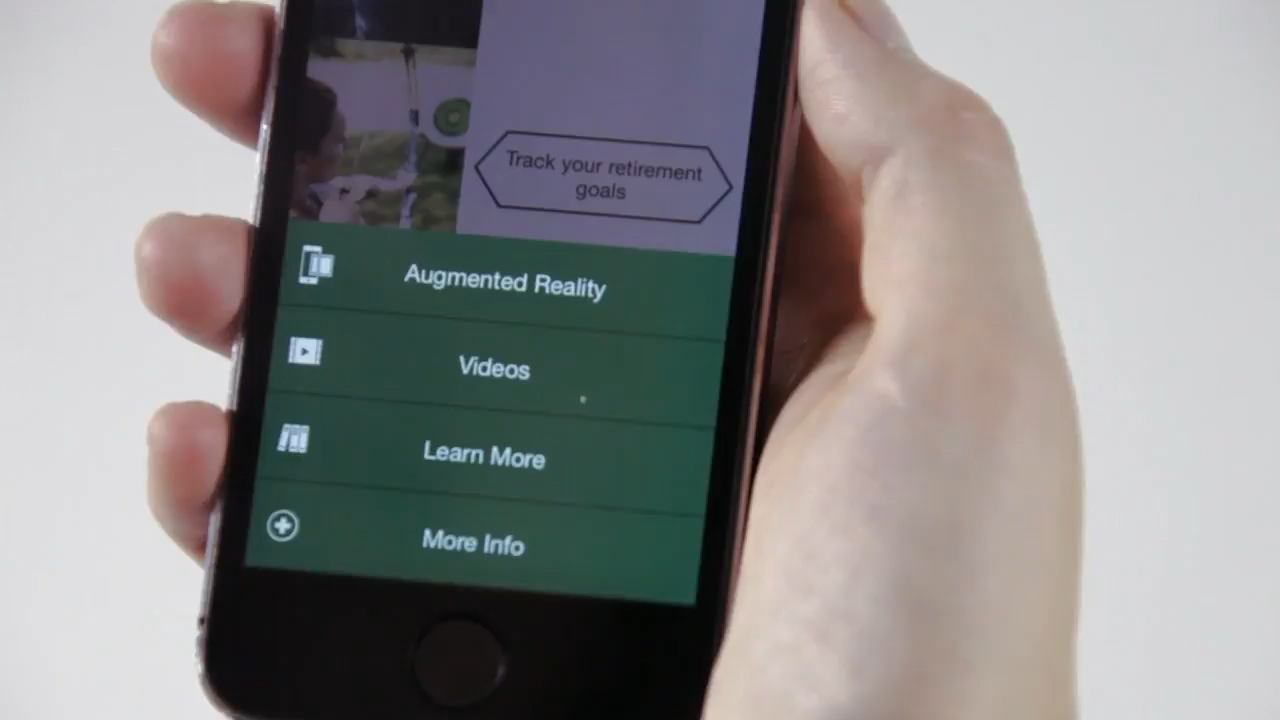 Track your retirement
goals
Augmented Reality
Videos
Learn More
More Info